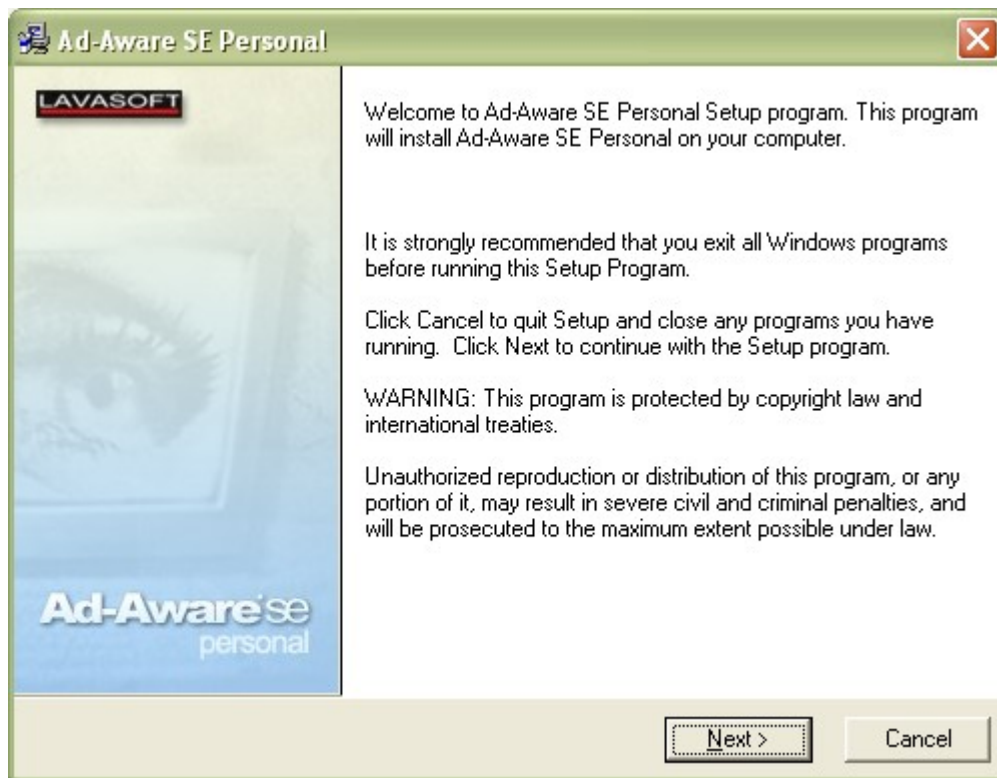 Ad-Aware SE Personal
LAVASOFT
Welcome to Ad-Aware SE Personal Setup program. This program
will install Ad-Aware SE Personal on your computer.
It is strongly recommended that you exit all Windows programs
before running this Setup Program.
Click Cancel to quit Setup and close any programs you have
running.  Click Next to continue with the Setup program.
WARNING: This program is protected by copyright law and
international treaties.
Unauthorized reproduction or distribution of this program, or any
portion of it, may result in severe civil and criminal penalties, and
will be prosecuted to the maximum extent possible under law.
Ad-Aware se
personal
Next >
Cancel